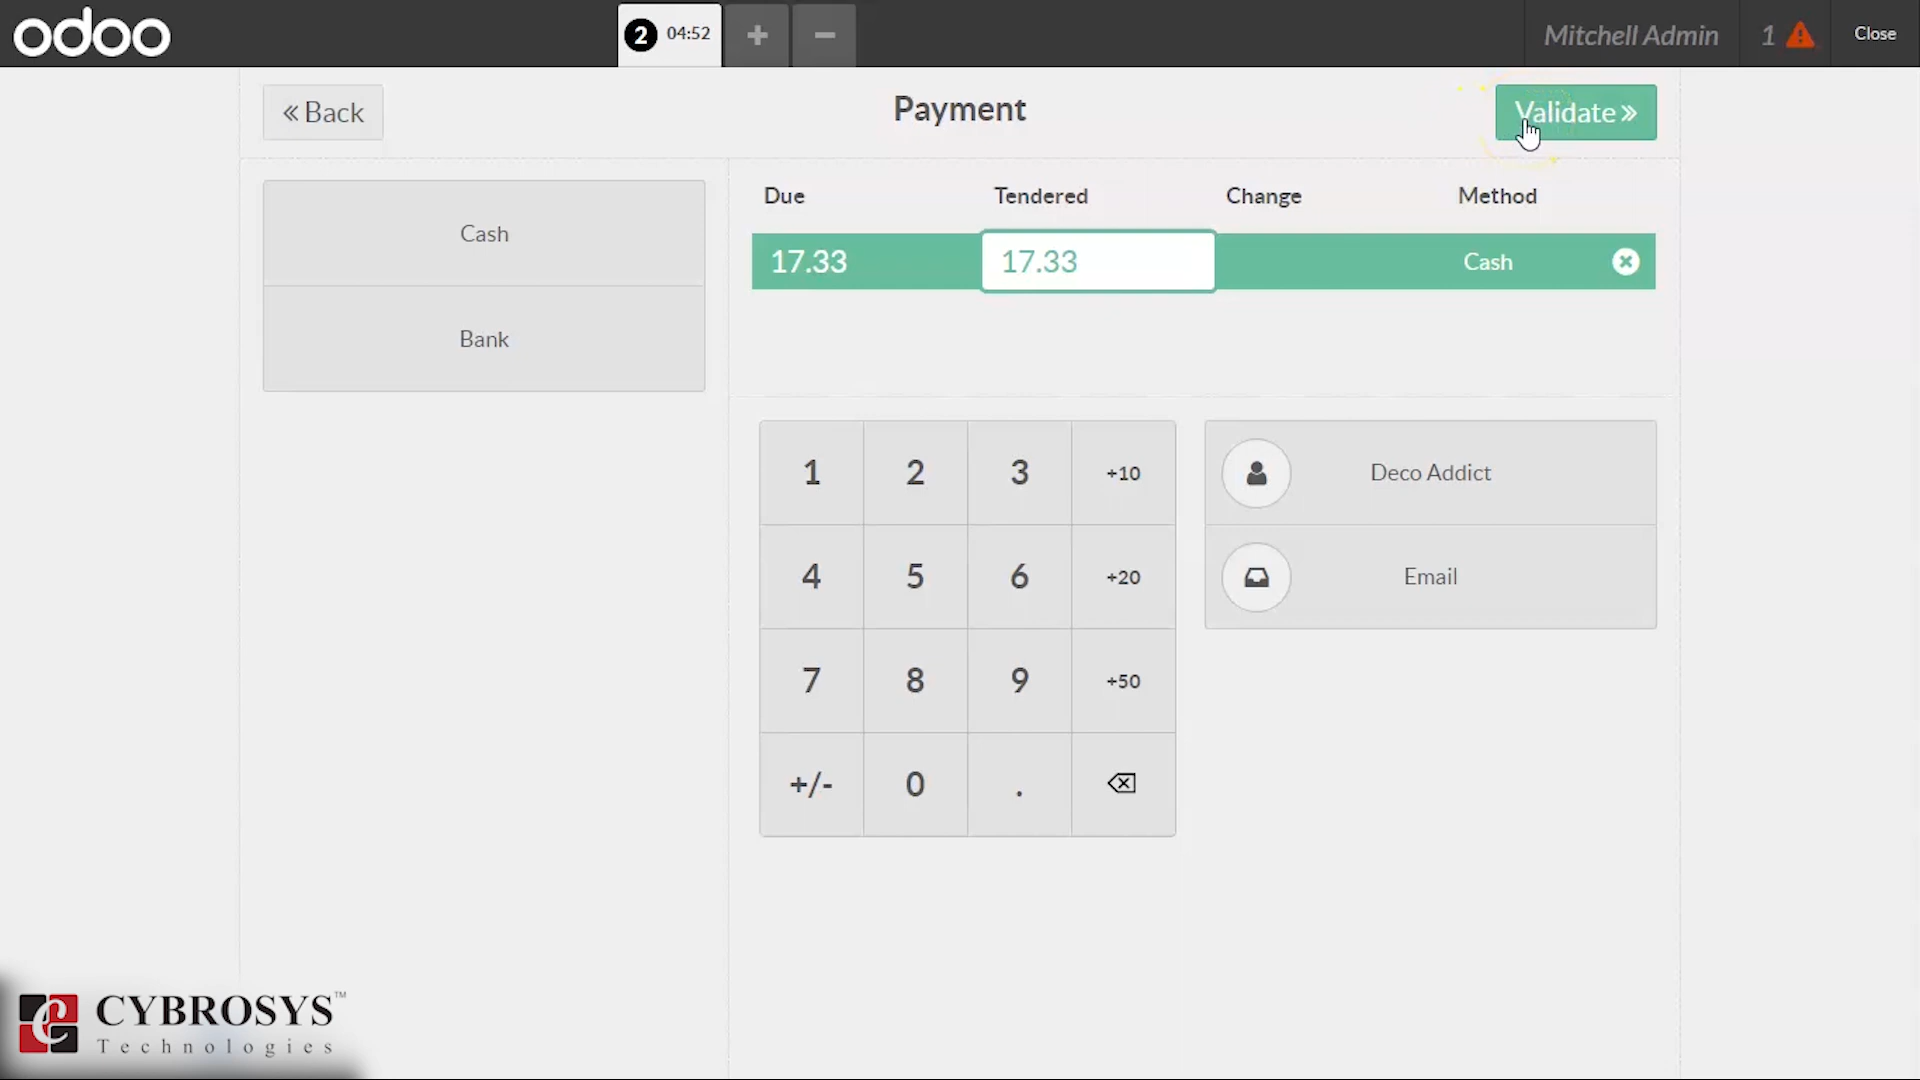 odoo
2 04:52 + −
Mitchell Admin 1 Close
« Back
Payment
Validate »
Cash
Bank
Due Tendered Change Method
17.33 17.33 Cash
1 2 3 +10
4 5 6 +20
7 8 9 +50
+/- 0 .
Deco Addict
Email
CYBROSYS™
Technologies